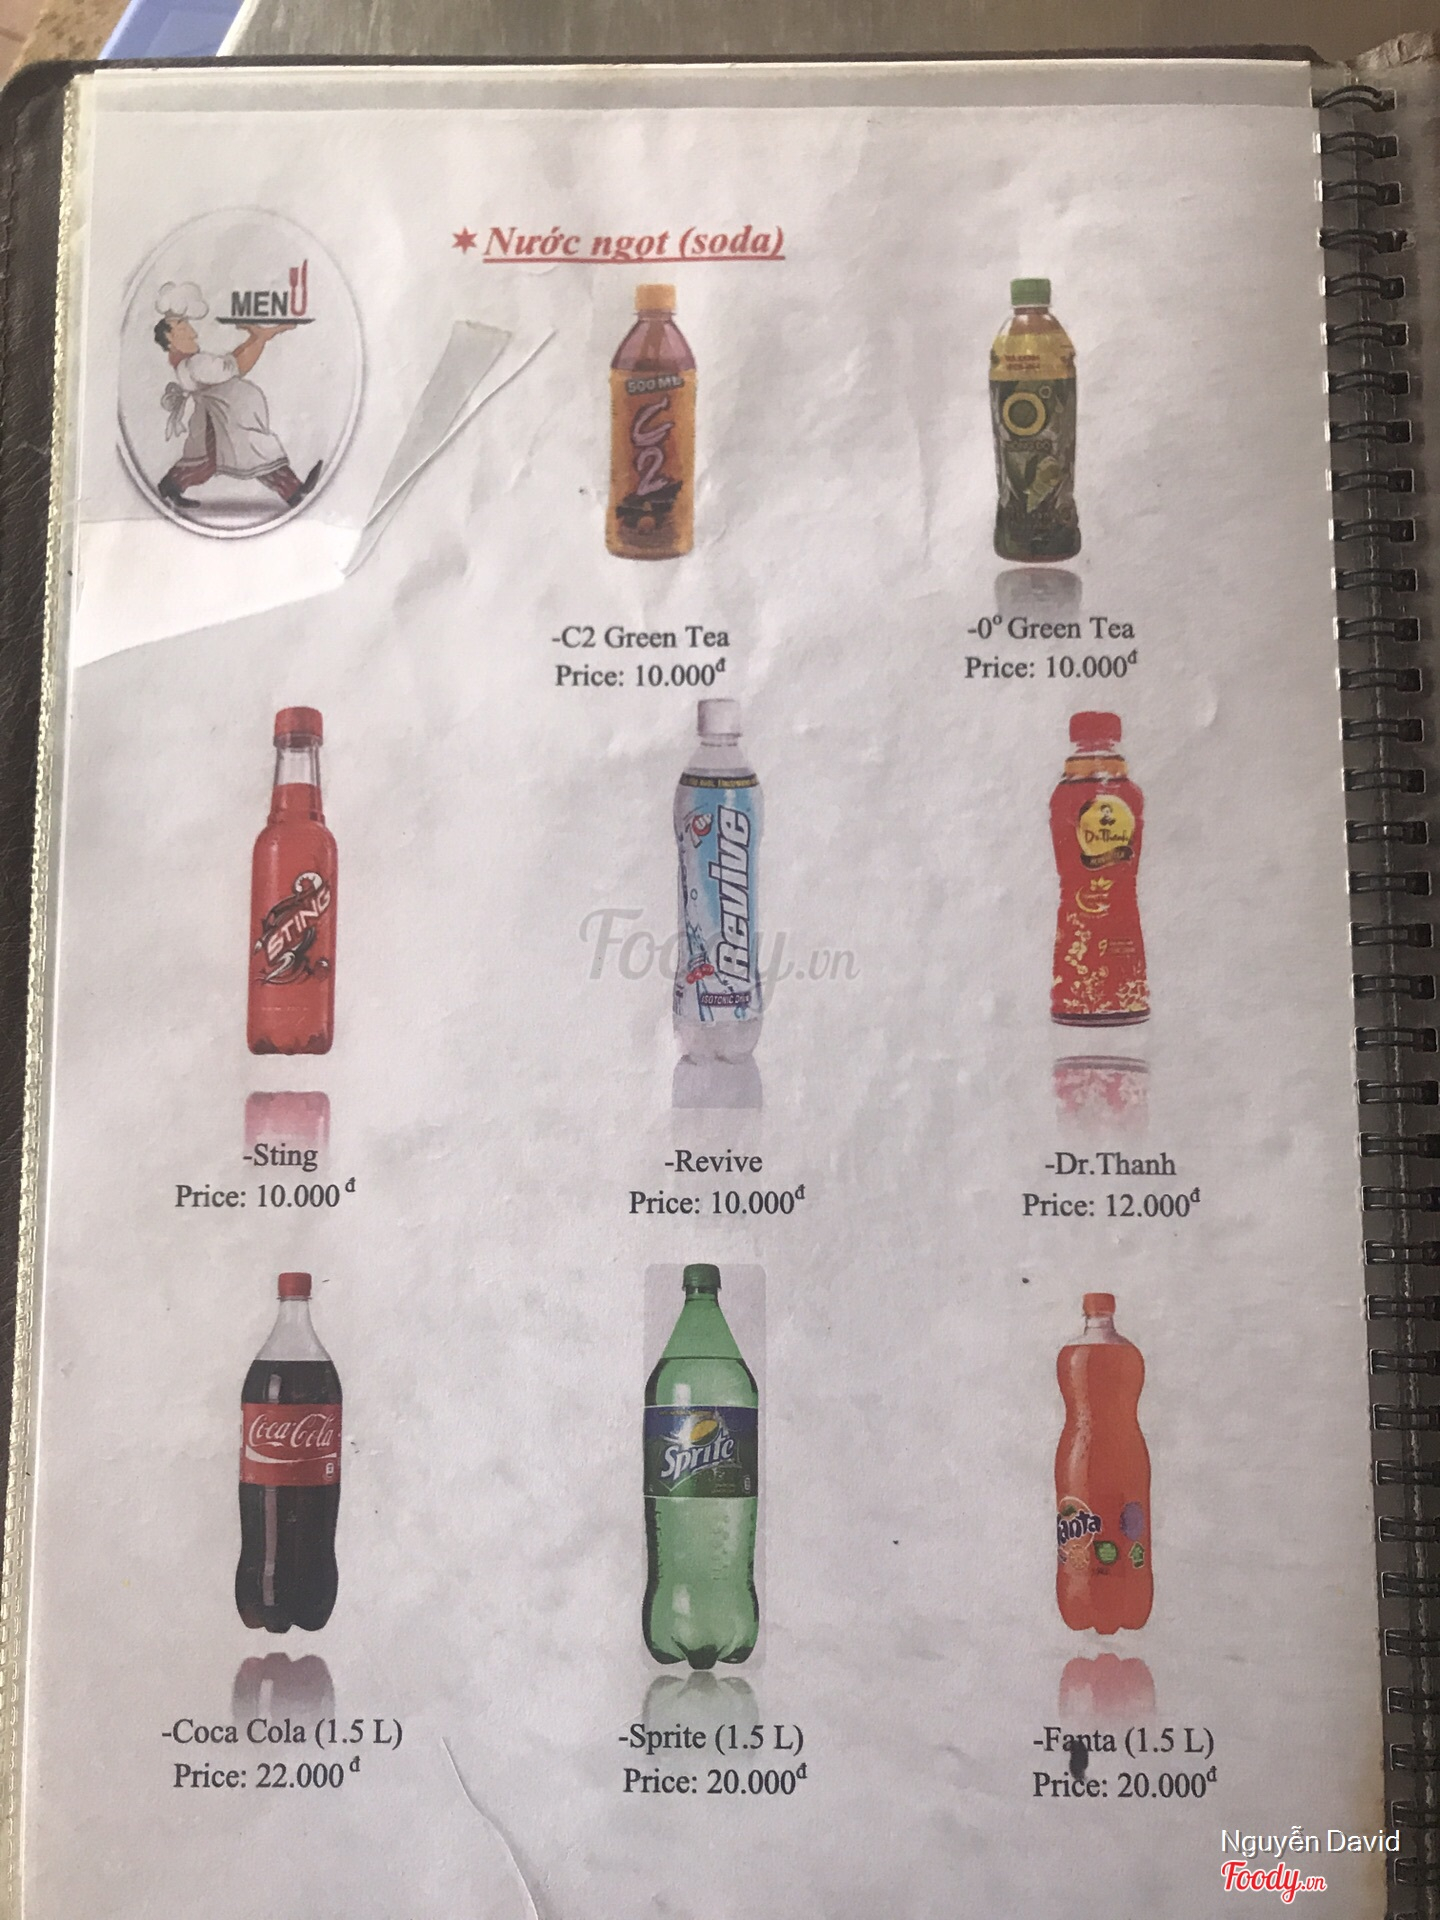 ✶Nước ngọt (soda)
MENU
500ML
C2
-C2 Green Tea
Price: 10.000đ
-0º Green Tea
Price: 10.000đ
STING
7up
Revive
ISOTONIC DRINK
Dr.Thanh
9
Foody.vn
-Sting
Price: 10.000 đ
-Revive
Price: 10.000đ
-Dr.Thanh
Price: 12.000đ
Coca-Cola
Sprite
Fanta
-Coca Cola (1.5 L)
Price: 22.000 đ
-Sprite (1.5 L)
Price: 20.000đ
-Fanta (1.5 L)
Price: 20.000đ
Nguyễn David
Foody.vn